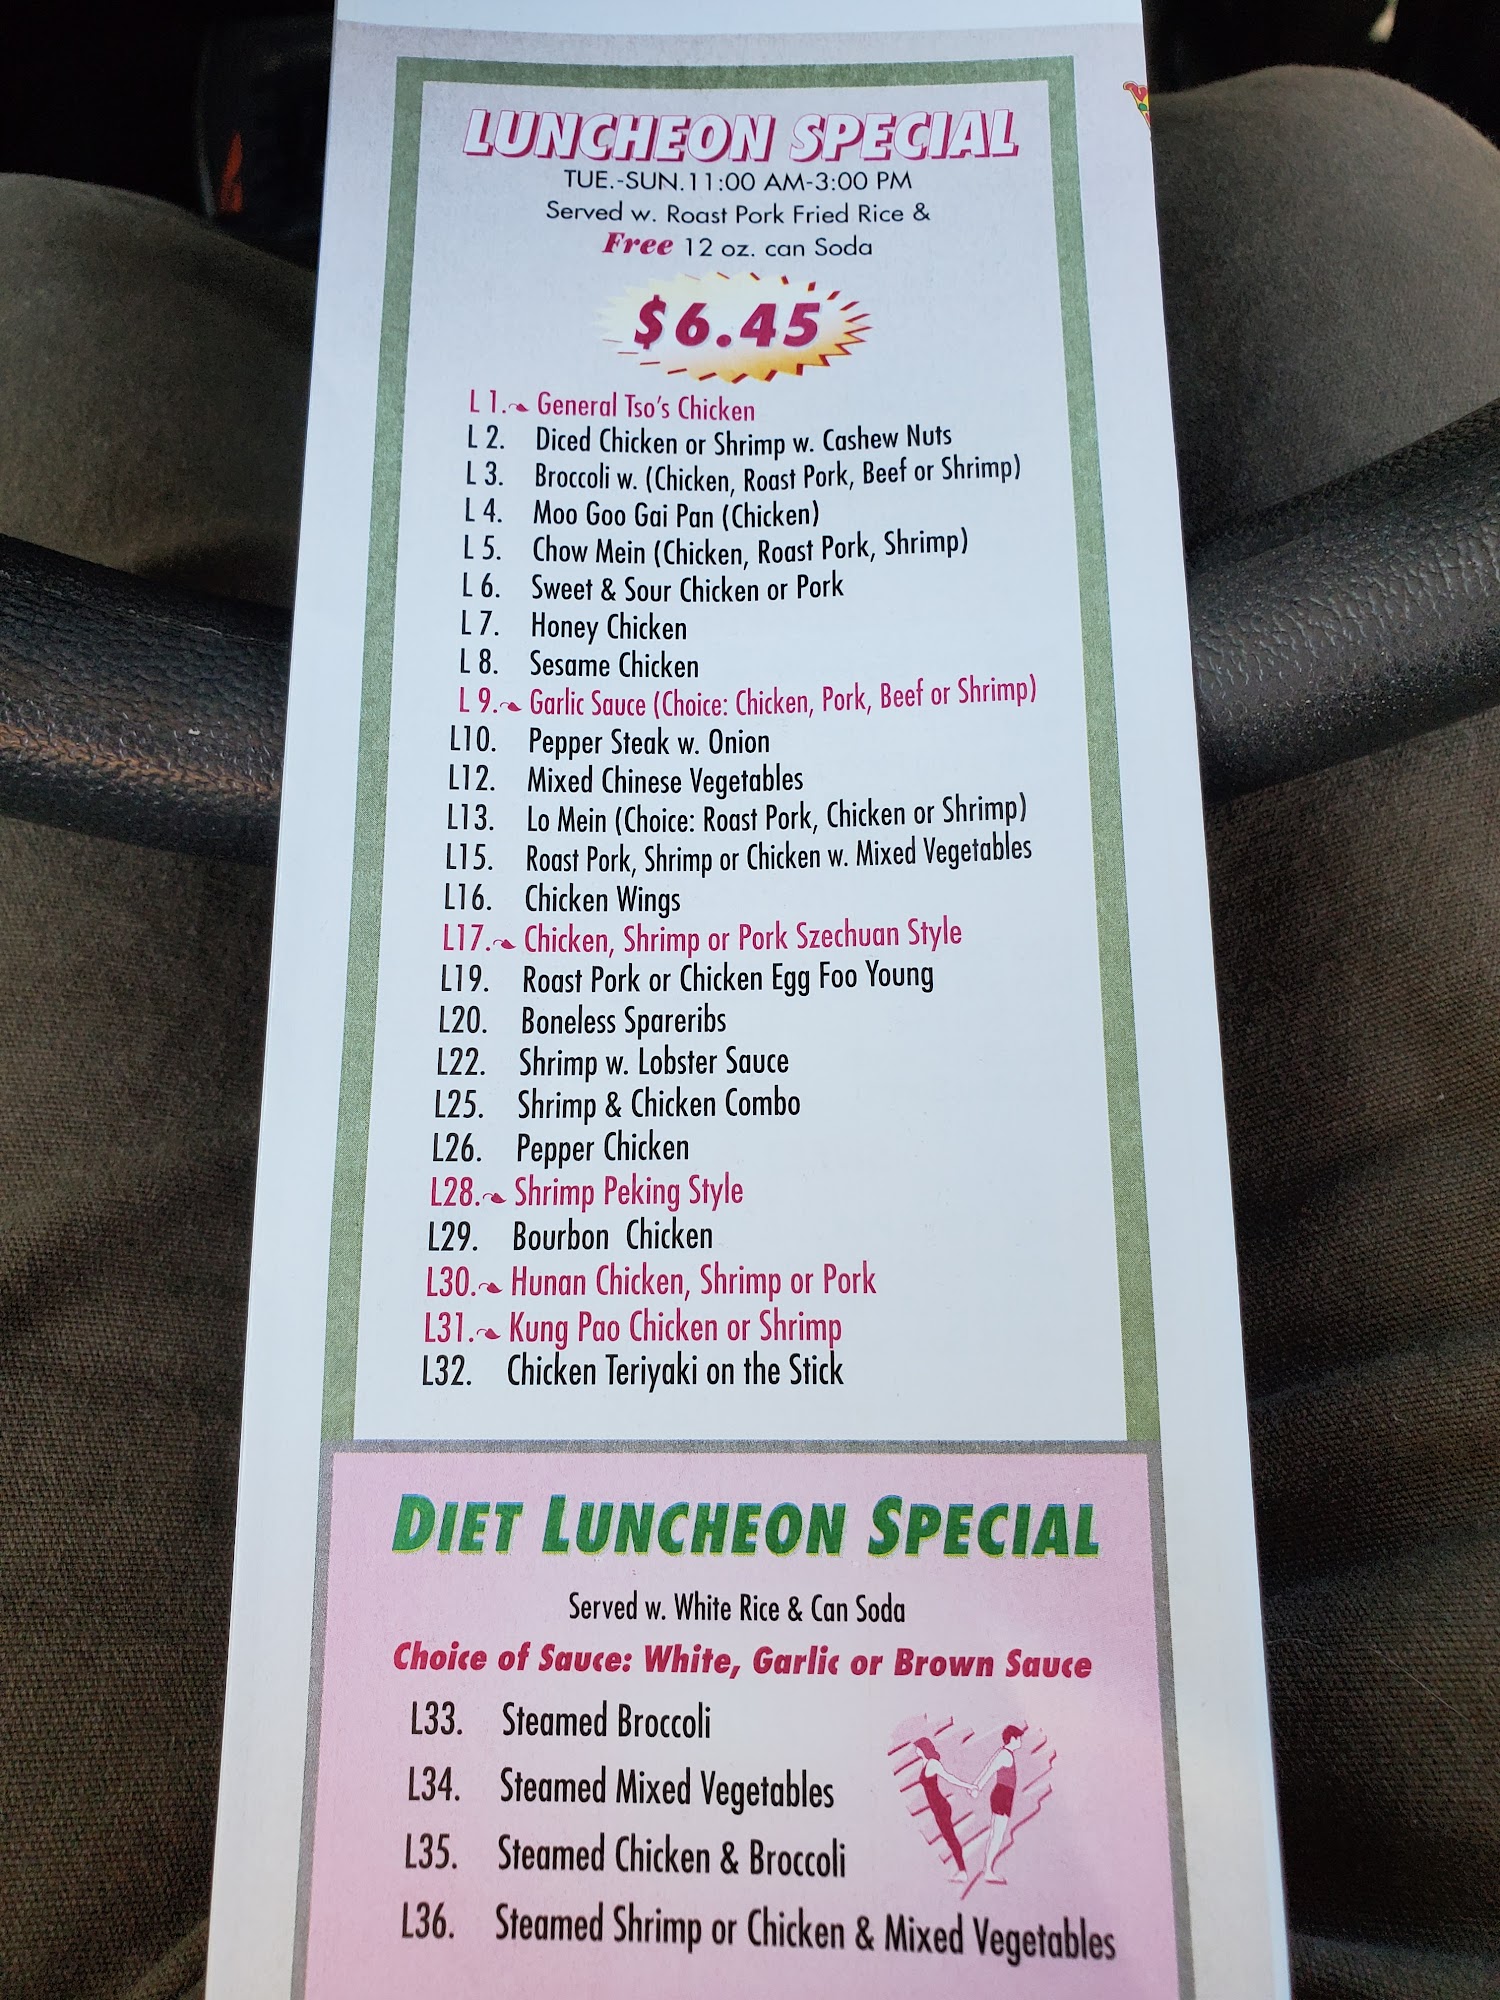 LUNCHEON SPECIAL
TUE.-SUN.11:00 AM-3:00 PM
Served w. Roast Pork Fried Rice &
Free 12 oz. can Soda
$6.45
L 1. General Tso's Chicken
L 2. Diced Chicken or Shrimp w. Cashew Nuts
L 3. Broccoli w. (Chicken, Roast Pork, Beef or Shrimp)
L 4. Moo Goo Gai Pan (Chicken)
L 5. Chow Mein (Chicken, Roast Pork, Shrimp)
L 6. Sweet & Sour Chicken or Pork
L 7. Honey Chicken
L 8. Sesame Chicken
L 9. Garlic Sauce (Choice: Chicken, Pork, Beef or Shrimp)
L10. Pepper Steak w. Onion
L12. Mixed Chinese Vegetables
L13. Lo Mein (Choice: Roast Pork, Chicken or Shrimp)
L15. Roast Pork, Shrimp or Chicken w. Mixed Vegetables
L16. Chicken Wings
L17. Chicken, Shrimp or Pork Szechuan Style
L19. Roast Pork or Chicken Egg Foo Young
L20. Boneless Spareribs
L22. Shrimp w. Lobster Sauce
L25. Shrimp & Chicken Combo
L26. Pepper Chicken
L28. Shrimp Peking Style
L29. Bourbon Chicken
L30. Hunan Chicken, Shrimp or Pork
L31. Kung Pao Chicken or Shrimp
L32. Chicken Teriyaki on the Stick
DIET LUNCHEON SPECIAL
Served w. White Rice & Can Soda
Choice of Sauce: White, Garlic or Brown Sauce
L33. Steamed Broccoli
L34. Steamed Mixed Vegetables
L35. Steamed Chicken & Broccoli
L36. Steamed Shrimp or Chicken & Mixed Vegetables